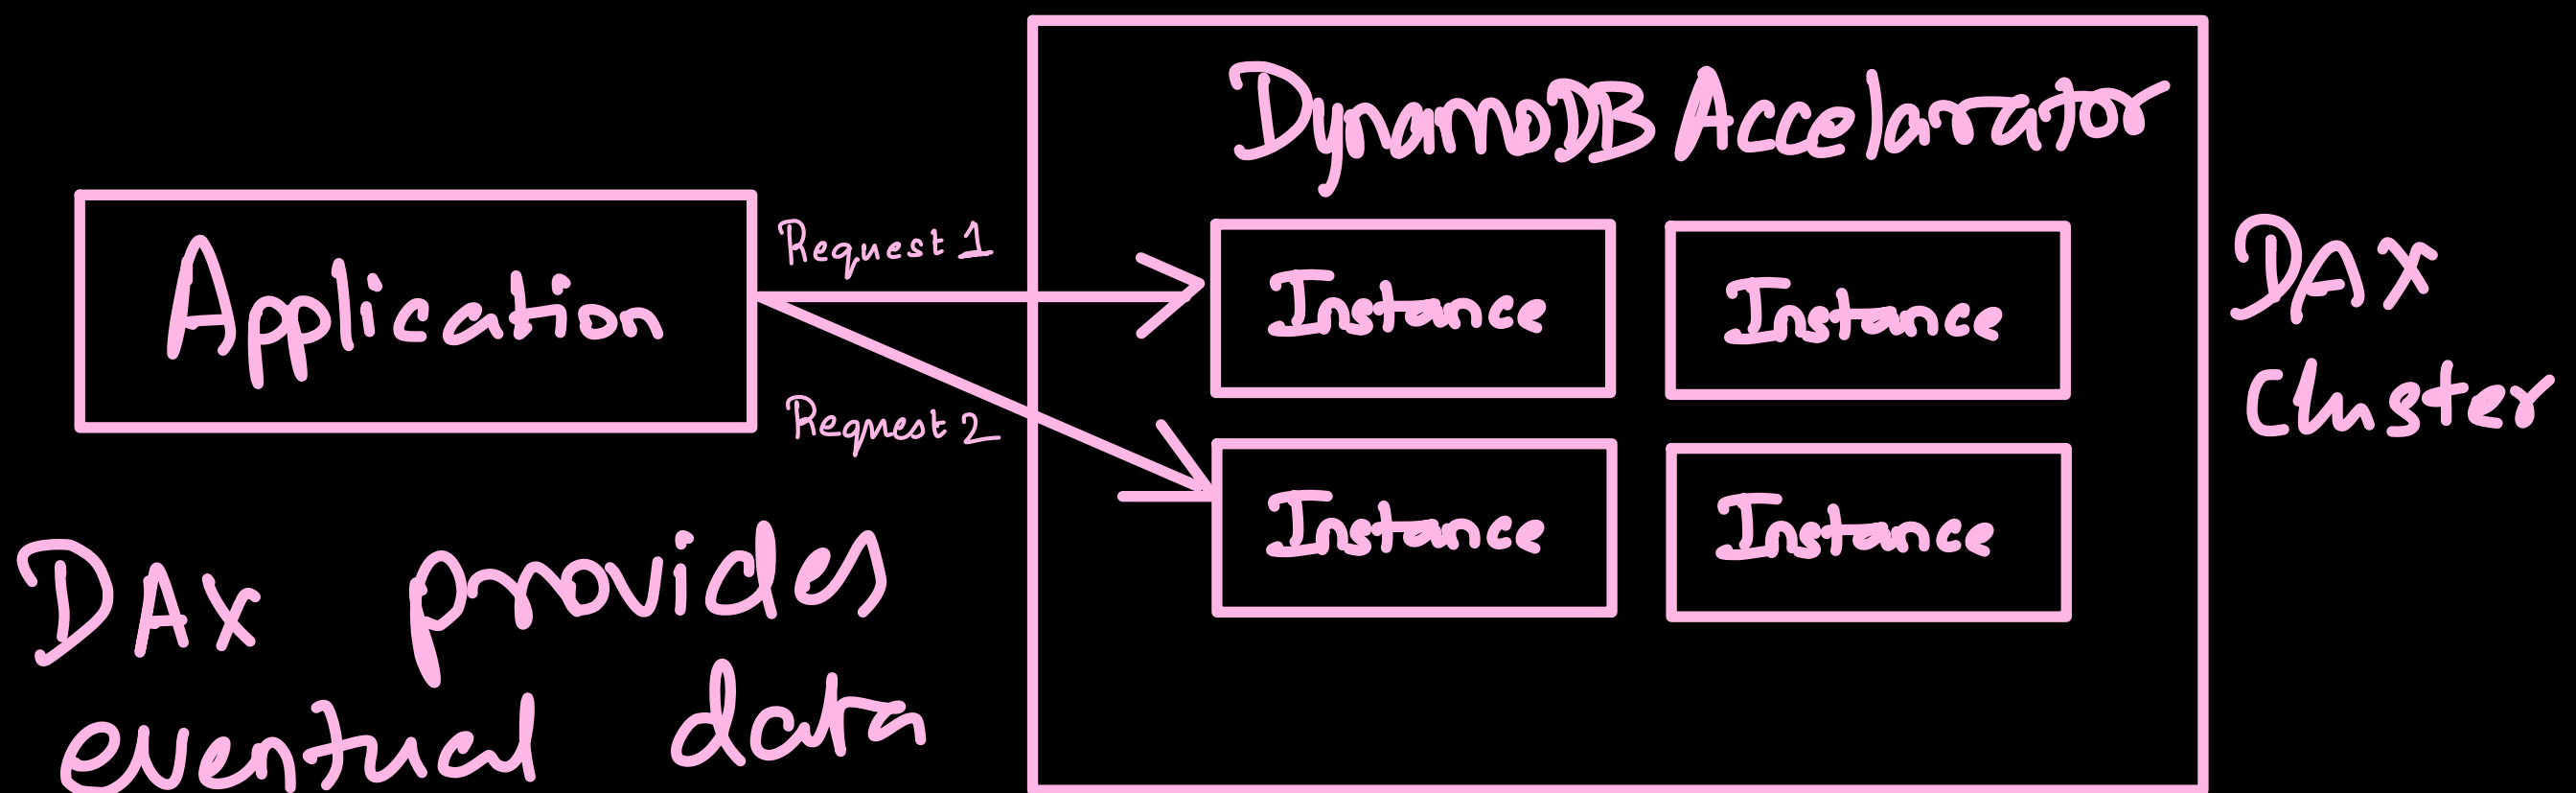 DynamoDB Accelarator
Application
Request 1
Request 2
Instance
Instance
Instance
Instance
DAX
Cluster
DAX provides
eventual data